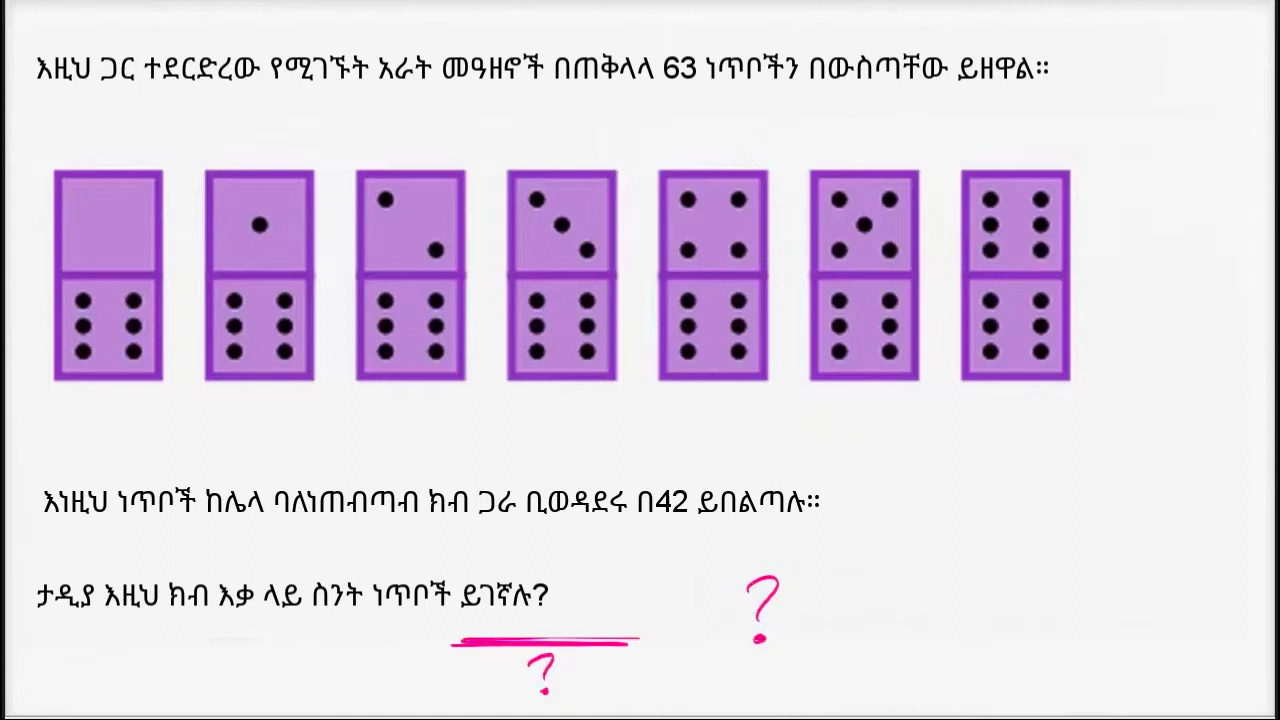 እዚህ ጋር ተደርድረው የሚገኙት አራት መዓዘኖች በጠቅላላ 63 ነጥቦችን በውስጣቸው ይዘዋል።
እነዚህ ነጥቦች ከሌላ ባለነጠብጣብ ክብ ጋራ ቢወዳደሩ በ42 ይበልጣሉ።
ታዲያ እዚህ ክብ እቃ ላይ ስንት ነጥቦች ይገኛሉ?
?
?